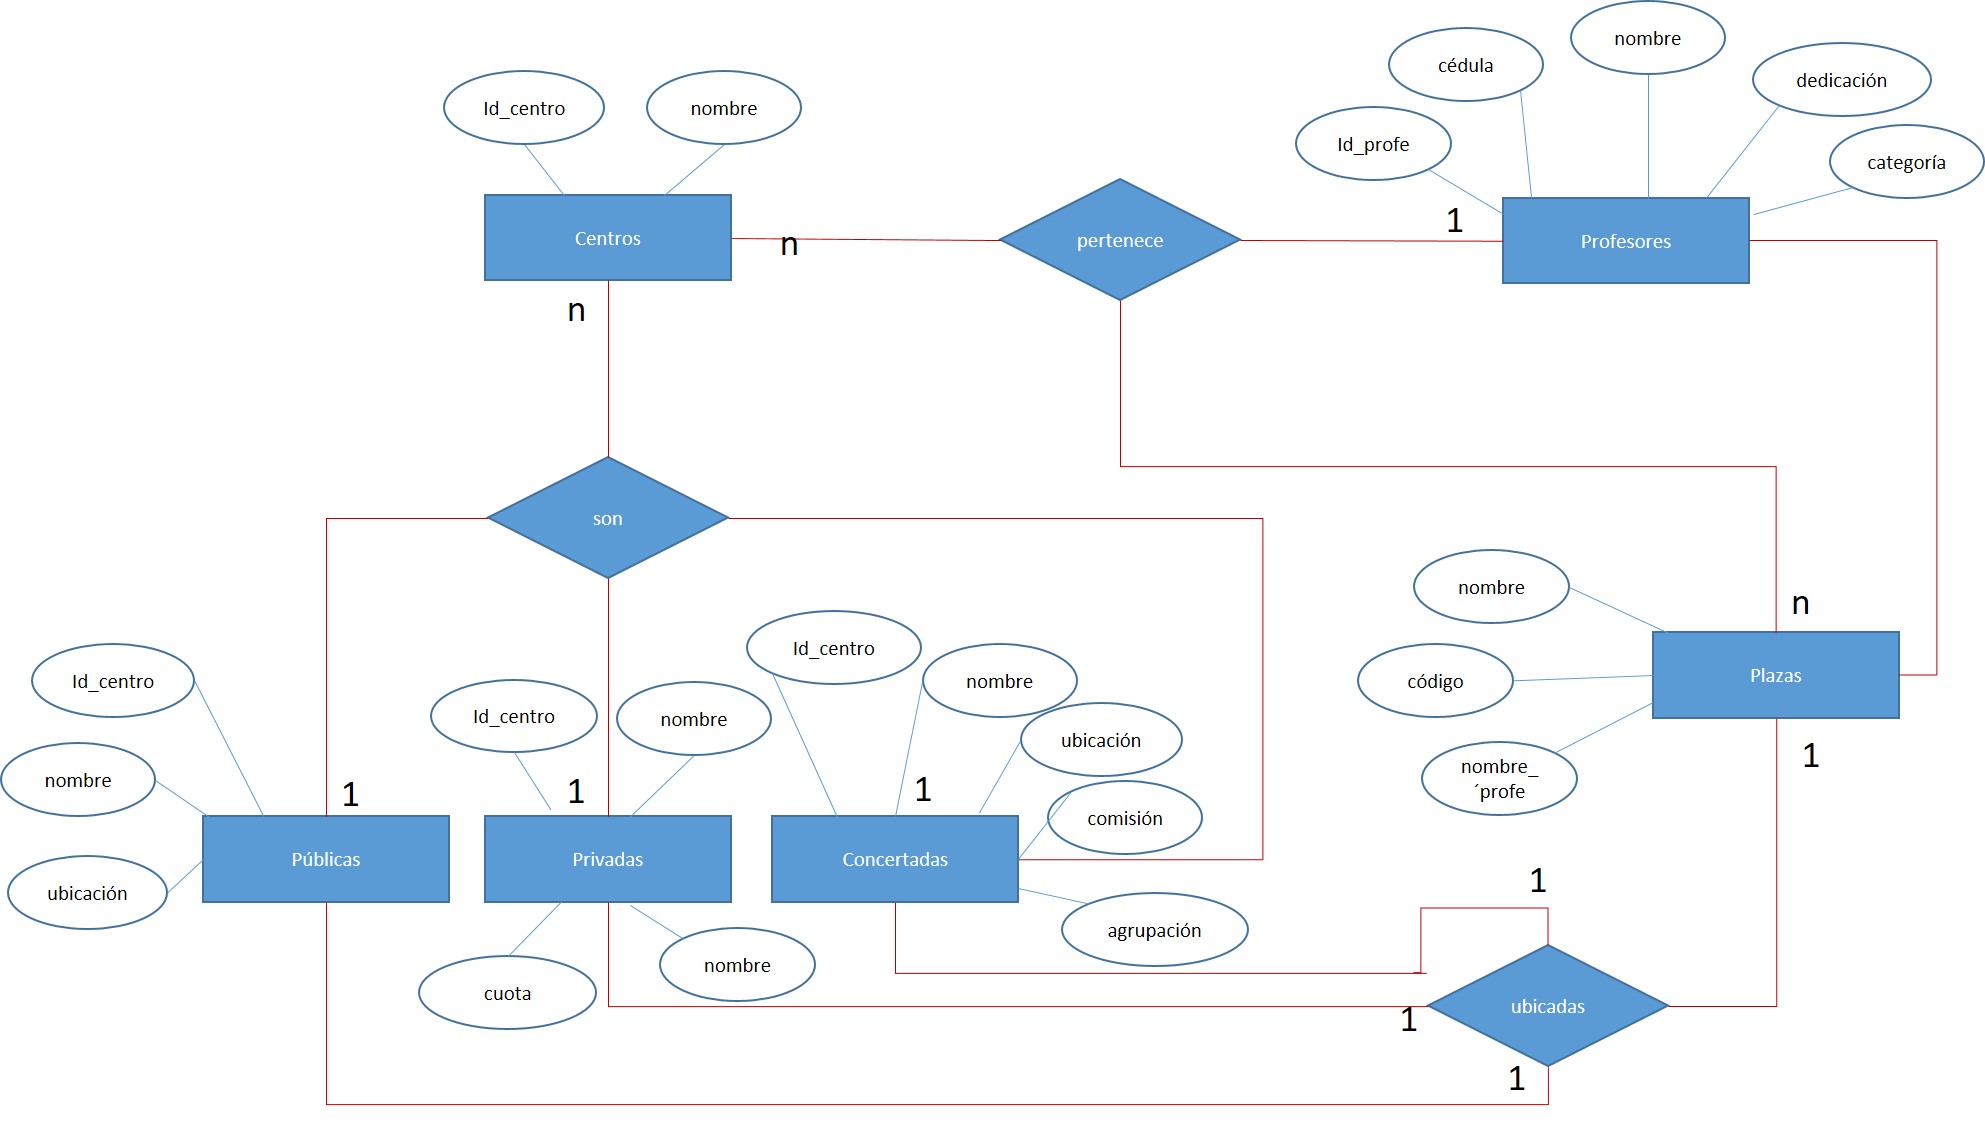 nombre
cédula
dedicación
Id_centro
nombre
Id_profe
categoría
1
Centros
n
pertenece
Profesores
n
son
nombre
n
Id_centro
nombre
Id_centro
nombre
Id_centro
nombre
ubicación
código
Plazas
nombre_
´profe
1
nombre
1
1
1
comisión
ubicación
Públicas
Privadas
Concertadas
1
agrupación
cuota
nombre
ubicadas
1
1